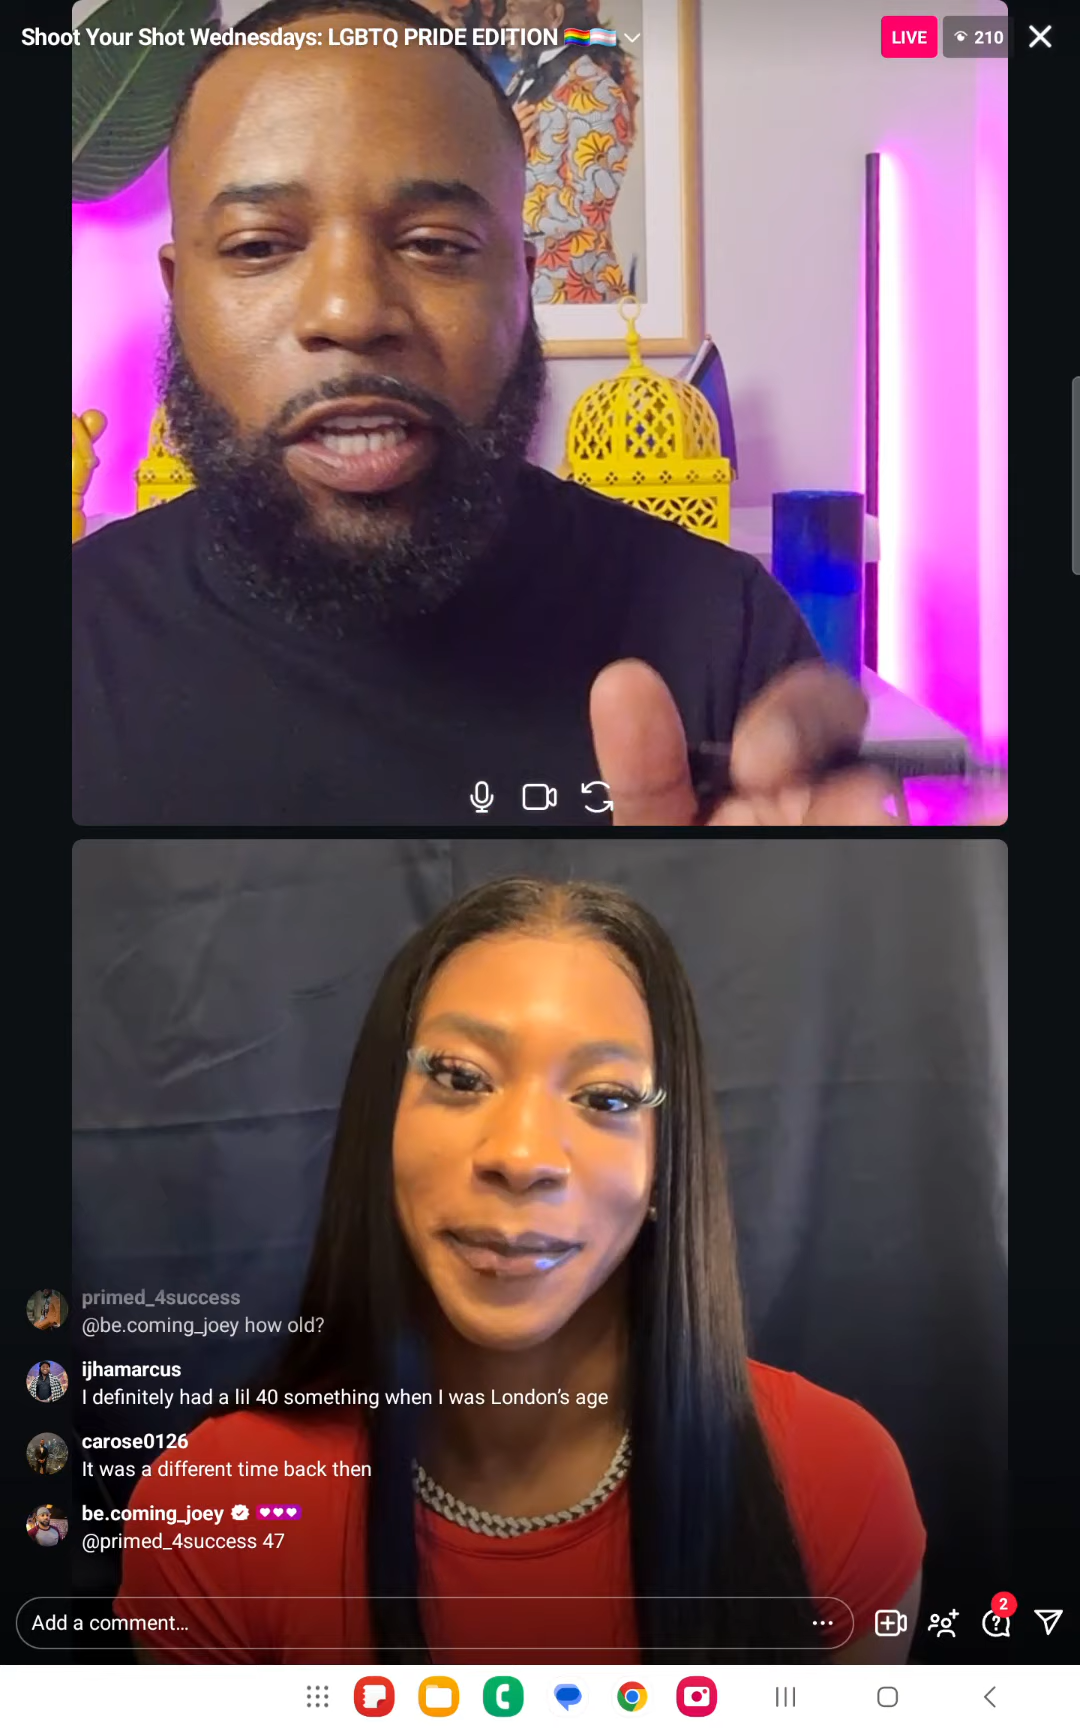 Shoot Your Shot Wednesdays: LGBTQ PRIDE EDITION 🏳️‍🌈🏳️‍⚧️
LIVE
210
primed_4success
@be.coming_joey how old?
ijhamarcus
I definitely had a lil 40 something when I was London’s age
carose0126
It was a different time back then
be.coming_joey
@primed_4success 47
Add a comment…
2